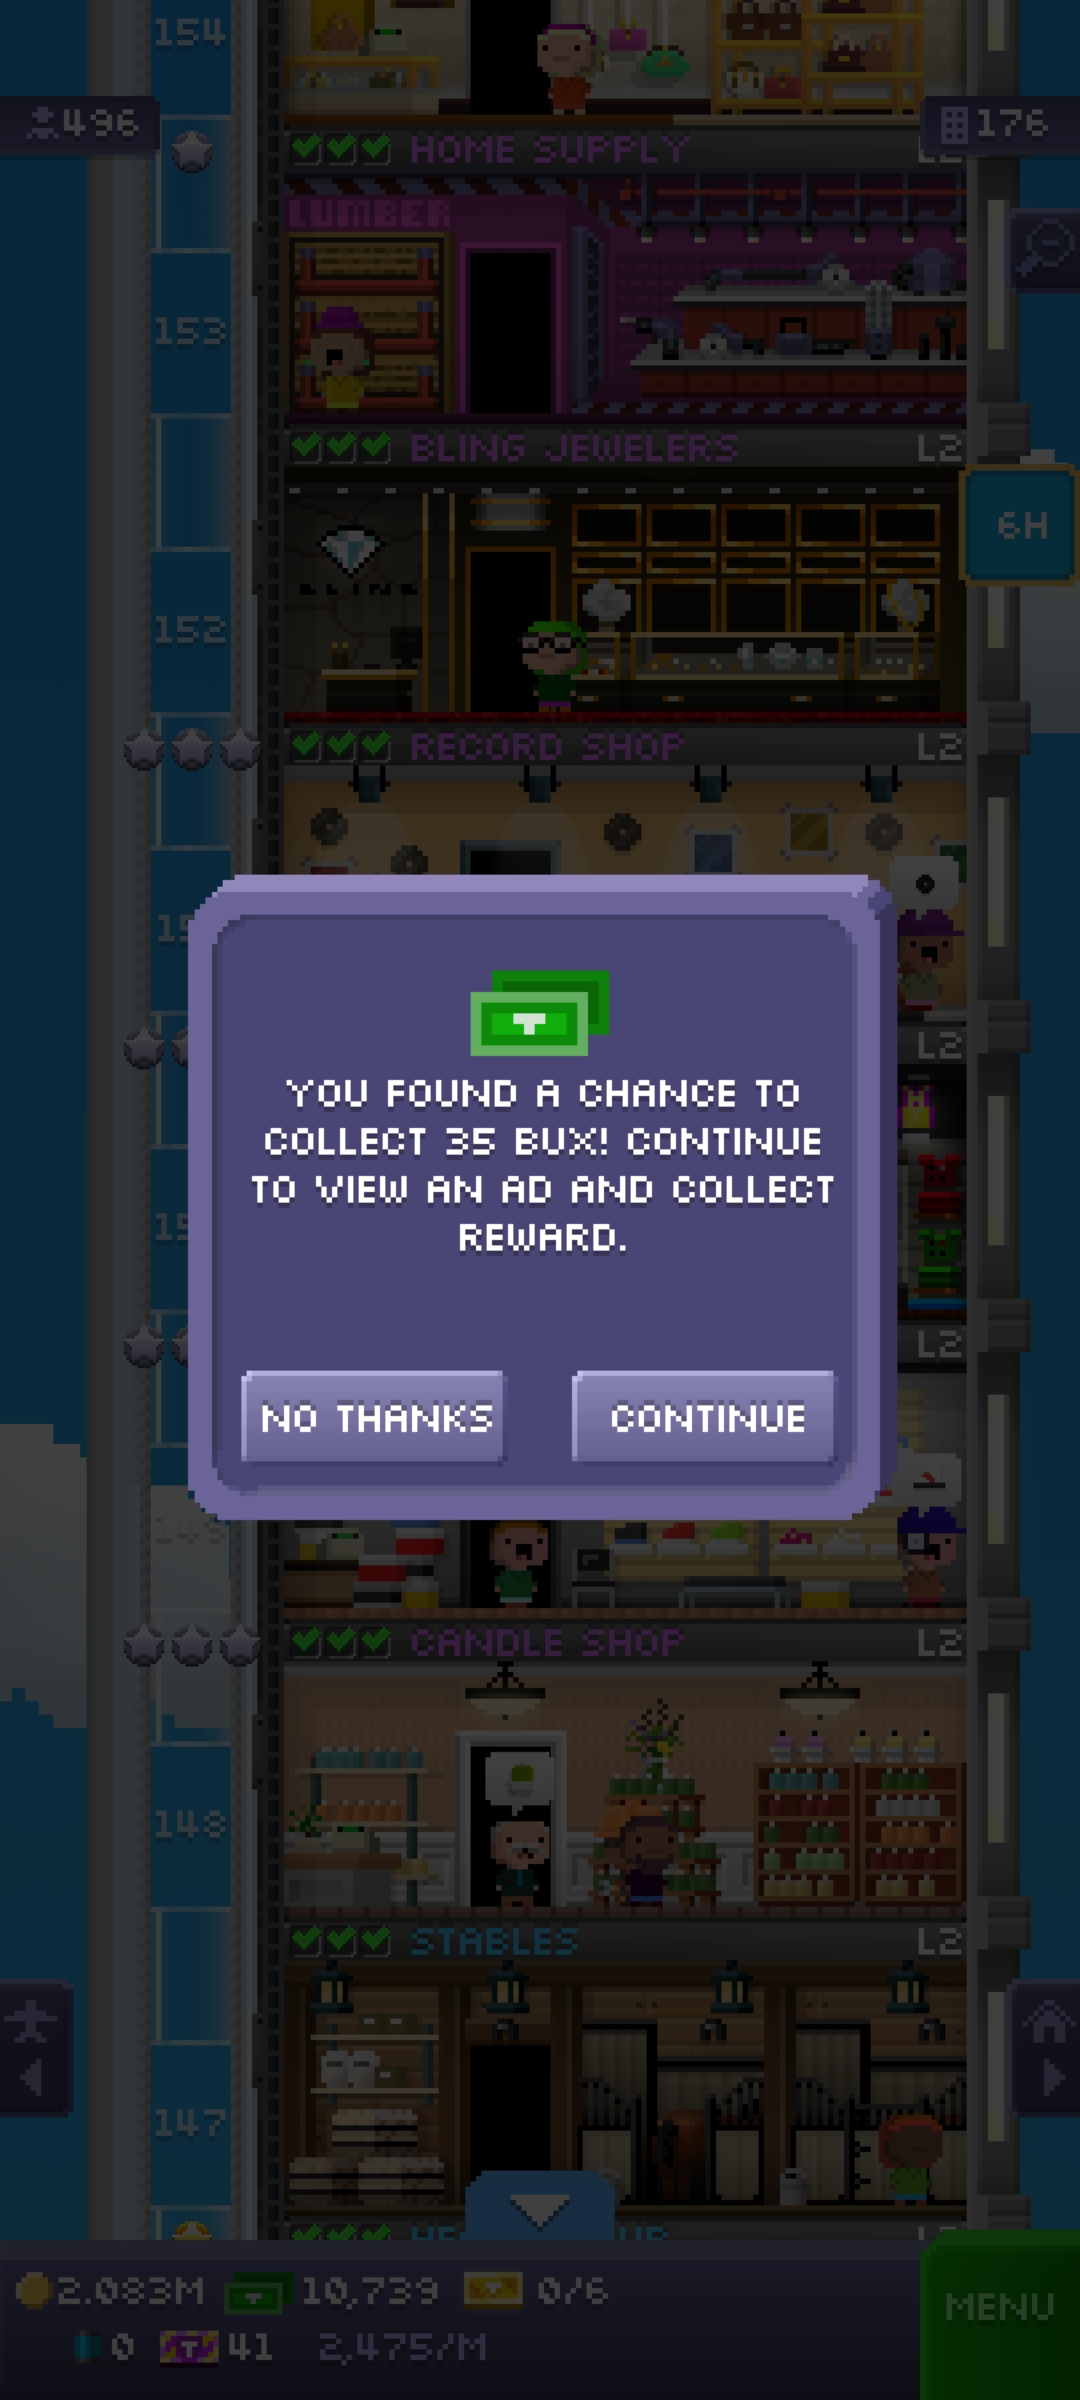 154
496
176
HOME SUPPLY
LUMBER
153
BLING JEWELERS L2
6H
BLING
152
RECORD SHOP L2
L2
YOU FOUND A CHANCE TO
COLLECT 35 BUX! CONTINUE
TO VIEW AN AD AND COLLECT
REWARD.
L2
NO THANKS
CONTINUE
CANDLE SHOP L2
148
STABLES L2
147
2.083M 10,739 0/6
MENU
0 41 2,475/M